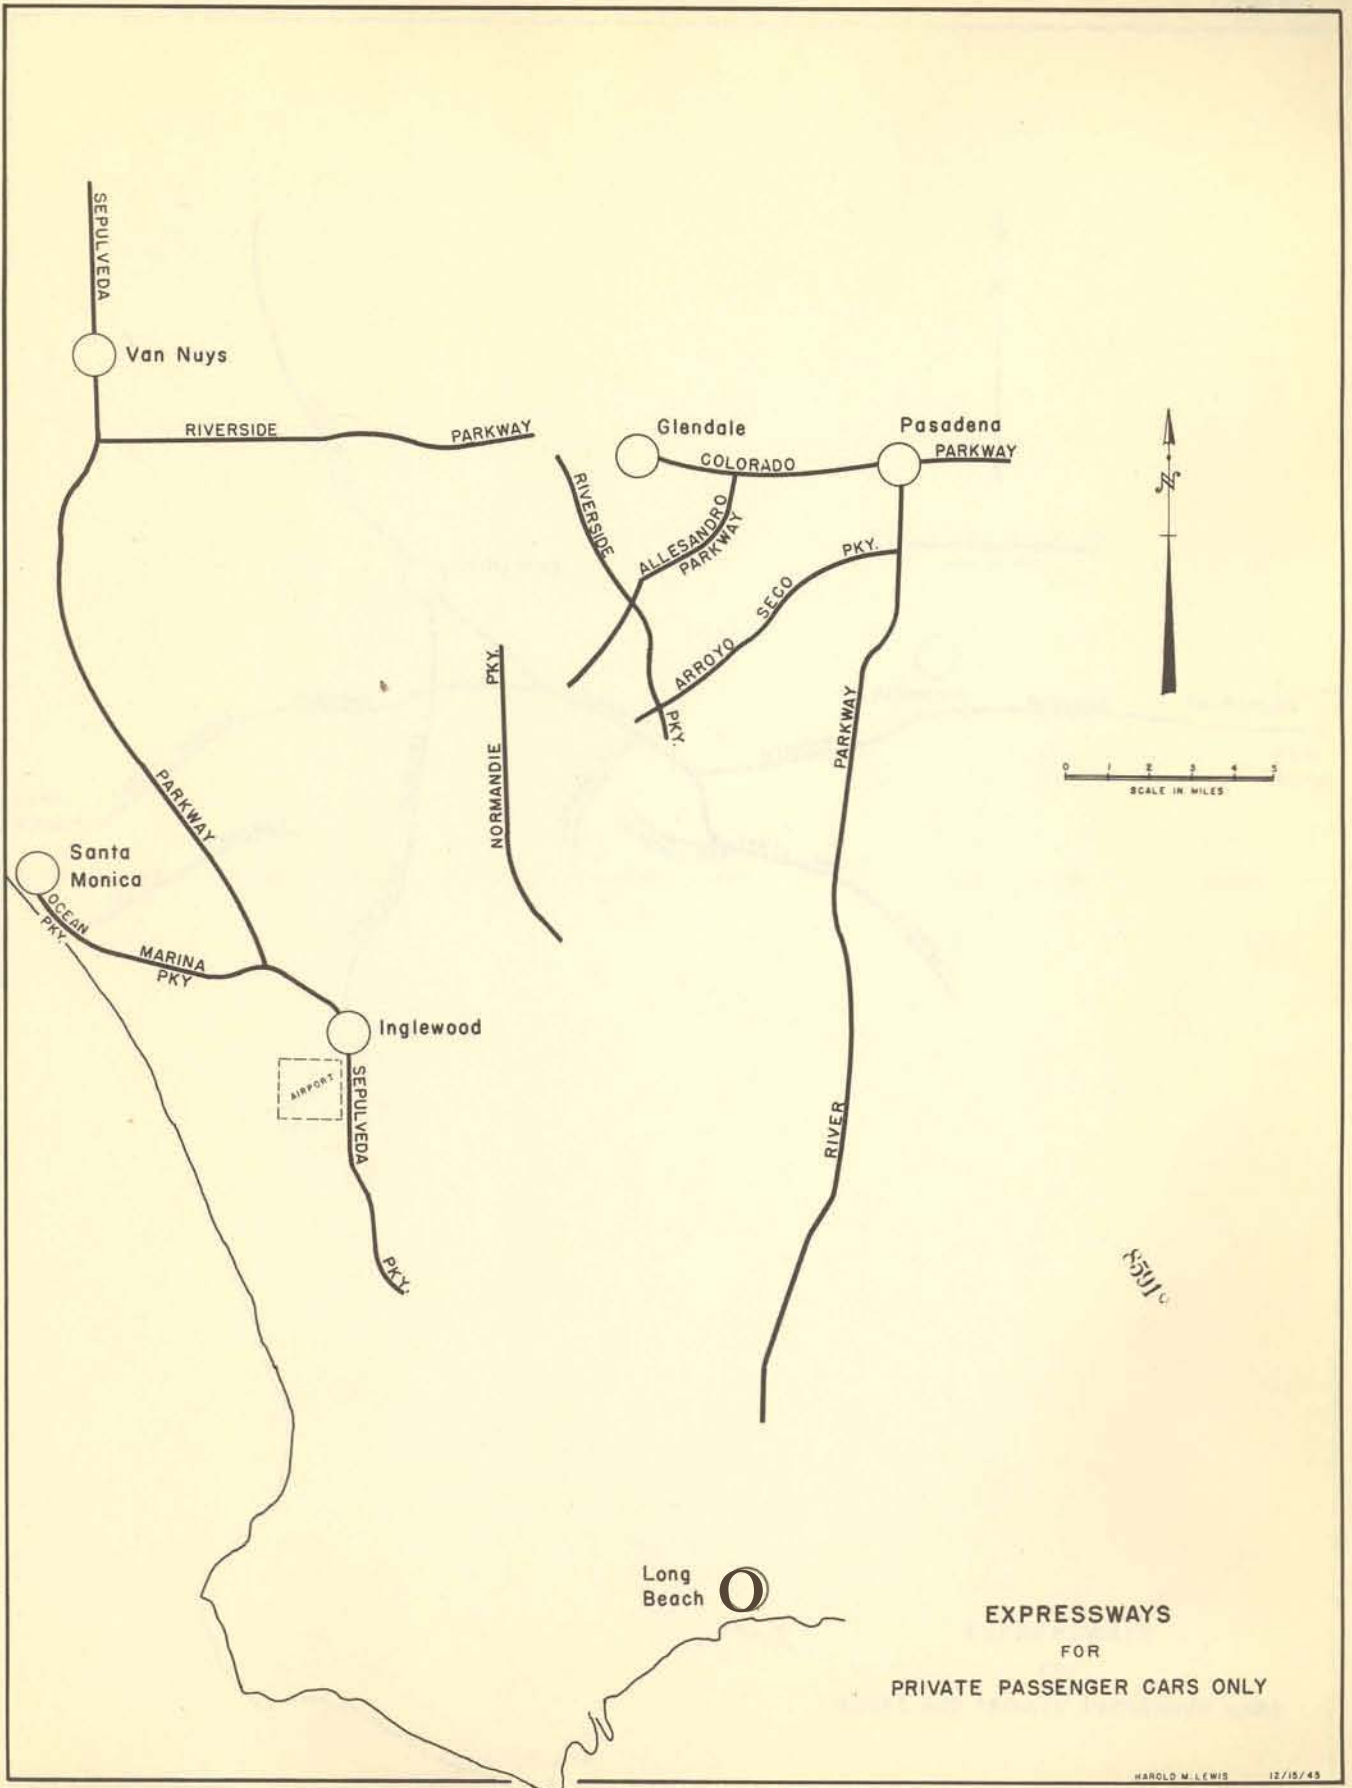 SEPULVEDA
Van Nuys
RIVERSIDE
PARKWAY
Glendale
Pasadena
COLORADO
PARKWAY
RIVERSIDE
ALLESANDRO
PARKWAY
PKY.
SECO
ARROYO
PKY.
PKY.
NORMANDIE
PARKWAY
PARKWAY
N
0 1 2 3 4 5
SCALE IN MILES
Santa
Monica
OCEAN
PKY.
MARINA
PKY
Inglewood
AIRPORT
SEPULVEDA
RIVER
PKY.
Long
Beach
EXPRESSWAYS
FOR
PRIVATE PASSENGER CARS ONLY
HAROLD M. LEWIS 12/15/45